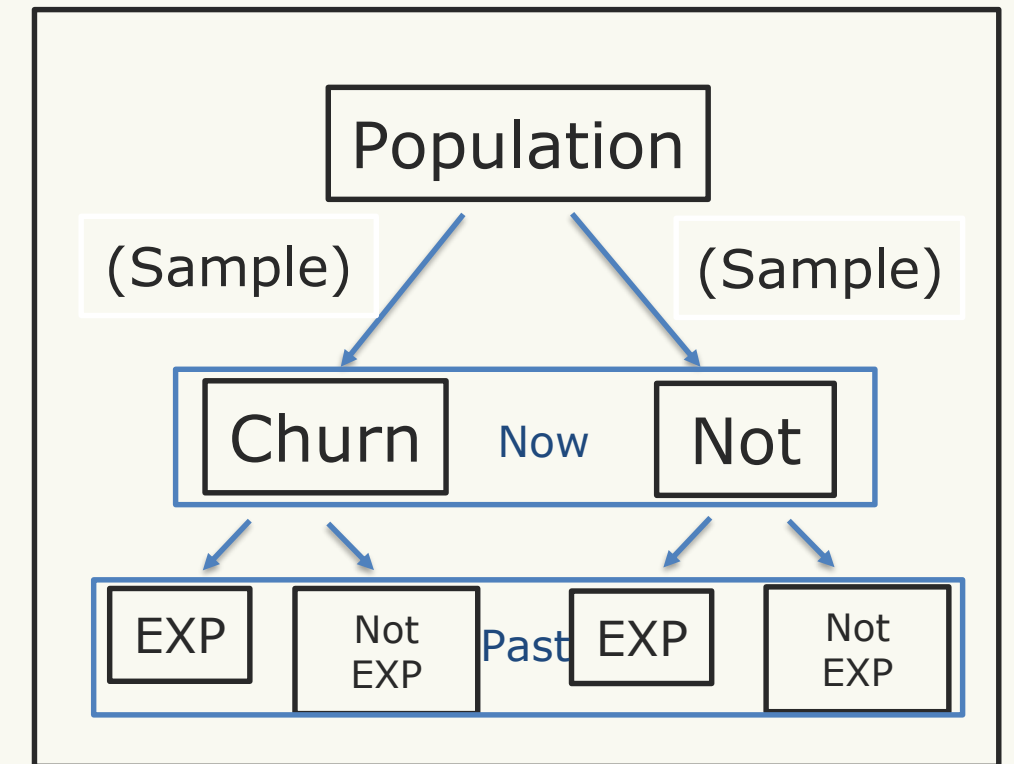 Population
(Sample)
(Sample)
Churn
Now
Not
EXP
Not
EXP
Past
EXP
Not
EXP